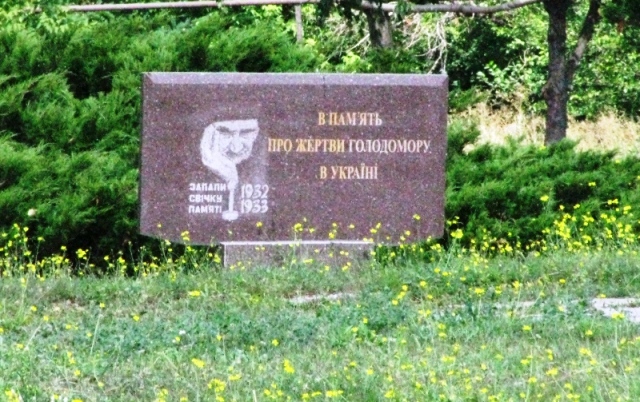 В ПАМ'ЯТЬ
ПРО ЖЕРТВИ ГОЛОДОМОРУ
В УКРАЇНІ
ЗАПАЛИ
СВІЧКУ
ПАМ'ЯТІ
1932
1933